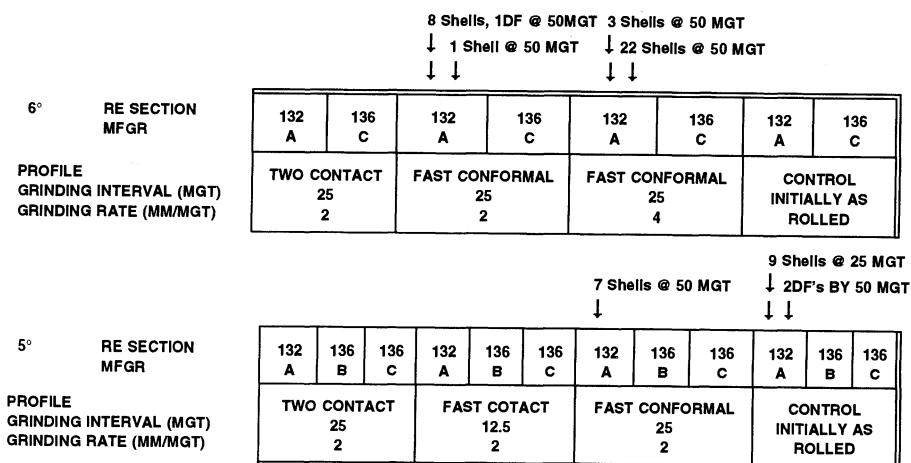 8 Shells, 1DF @ 50MGT 3 Shells @ 50 MGT
↓ 1 Shell @ 50 MGT ↓ 22 Shells @ 50 MGT
↓ ↓ ↓ ↓
6° RE SECTION 132 136 132 136 132 136 132 136
MFGR A C A C A C A C
PROFILE TWO CONTACT FAST CONFORMAL FAST CONFORMAL CONTROL
GRINDING INTERVAL (MGT) 25 25 25 INITIALLY AS
GRINDING RATE (MM/MGT) 2 2 4 ROLLED
9 Shells @ 25 MGT
7 Shells @ 50 MGT ↓ 2DF's BY 50 MGT
↓ ↓ ↓
5° RE SECTION 132 136 136 132 136 136 132 136 136 132 136 136
MFGR A B C A B C A B C A B C
PROFILE TWO CONTACT FAST COTACT FAST CONFORMAL CONTROL
GRINDING INTERVAL (MGT) 25 12.5 25 INITIALLY AS
GRINDING RATE (MM/MGT) 2 2 2 ROLLED